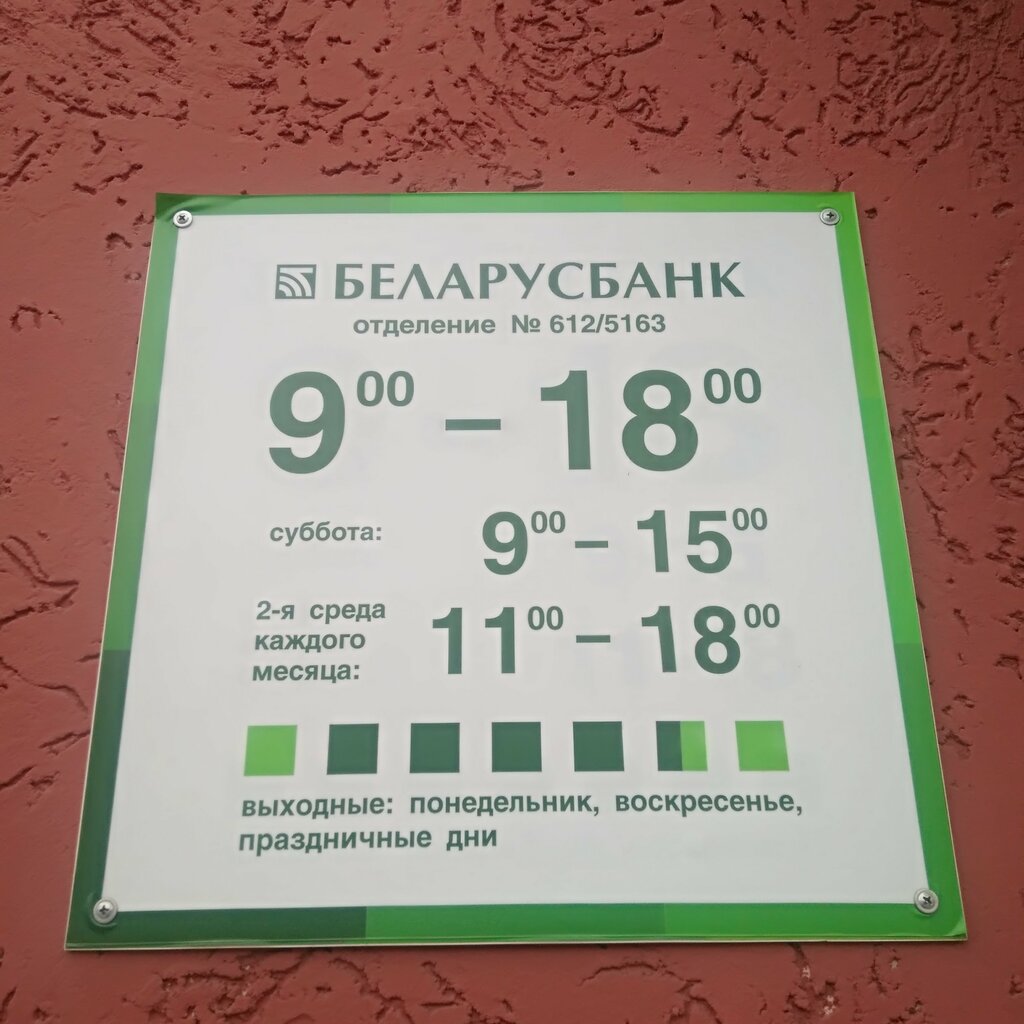 БЕЛАРУСБАНК
отделение № 612/5163
9⁰⁰ – 18⁰⁰
суббота: 9⁰⁰ – 15⁰⁰
2-я среда
каждого
месяца: 11⁰⁰ – 18⁰⁰
выходные: понедельник, воскресенье,
праздничные дни